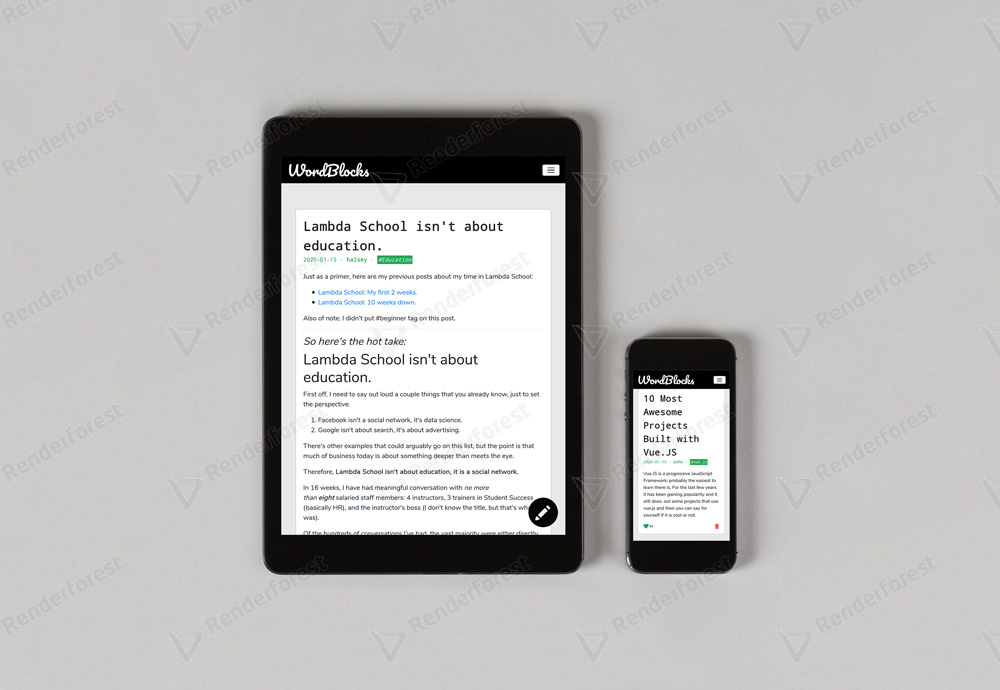 WordBlocks
Lambda School isn't about
education.
2020-01-15 · halsey · #Education
Just as a primer, here are my previous posts about my time in Lambda School:
Lambda School: My first 2 weeks.
Lambda School: 10 weeks down.
Also of note: I didn't put #beginner tag on this post.
So here's the hot take:
Lambda School isn't about
education.
First off, I need to say out loud a couple things that you already know, just to set
the perspective.
1. Facebook isn't a social network, it's data science.
2. Google isn't about search, it's about advertising.
There's other examples that could arguably go on this list, but the point is that
much of business today is about something deeper than meets the eye.
Therefore, Lambda School isn't about education, it is a social network.
In 16 weeks, I have had meaningful conversation with no more
than eight salaried staff members: 4 instructors, 3 trainers in Student Success
(basically HR), and the instructor's boss (I don't know the title, but that's what
was).
Of the hundreds of conversations I've had, the vast majority were either directly
WordBlocks
10 Most
Awesome
Projects
Built with
Vue.JS
2020-01-15 · #Vue.JS
Vue.JS is a progressive JavaScript
Framework, probably the easiest to
learn there is. For the last few years
it has been gaining popularity and it
still does. out some projects that use
vue.js and then you can say for
yourself if it is cool or not.
Renderforest